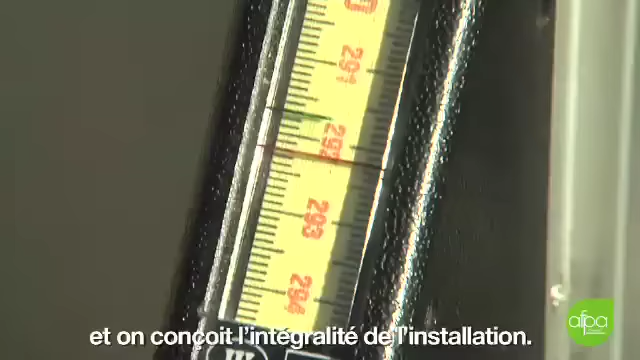 291
292
293
294
et on conçoit l'intégralité de l'installation.
afpa